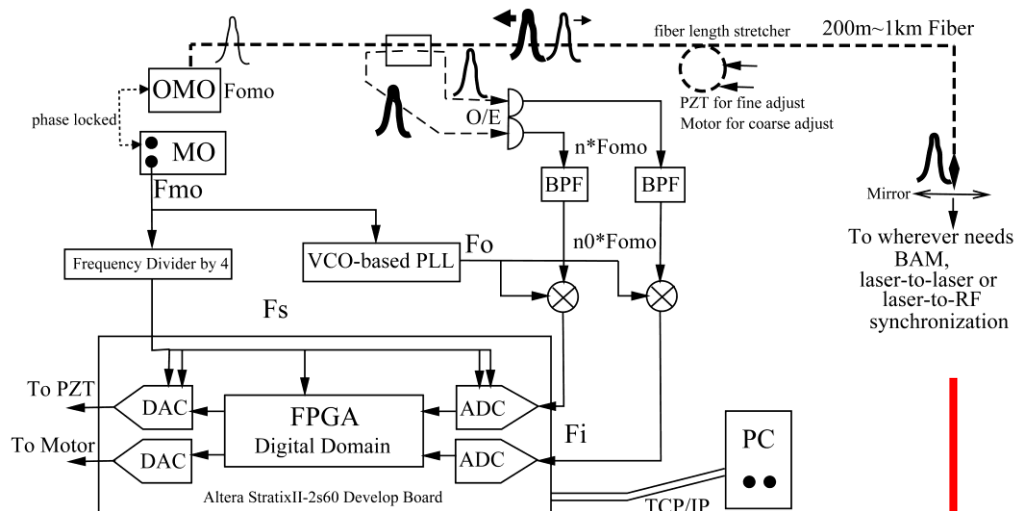 fiber length stretcher
200m~1km Fiber
OMO
Fomo
PZT for fine adjust
Motor for coarse adjust
O/E
phase locked
MO
n*Fomo
Fmo
BPF
BPF
Mirror
n0*Fomo
Fo
To wherever needs
BAM,
laser-to-laser or
laser-to-RF
synchronization
Frequency Divider by 4
VCO-based PLL
Fs
To PZT
DAC
FPGA
Digital Domain
ADC
To Motor
DAC
ADC
Fi
PC
Altera StratixII-2s60 Develop Board
TCP/IP